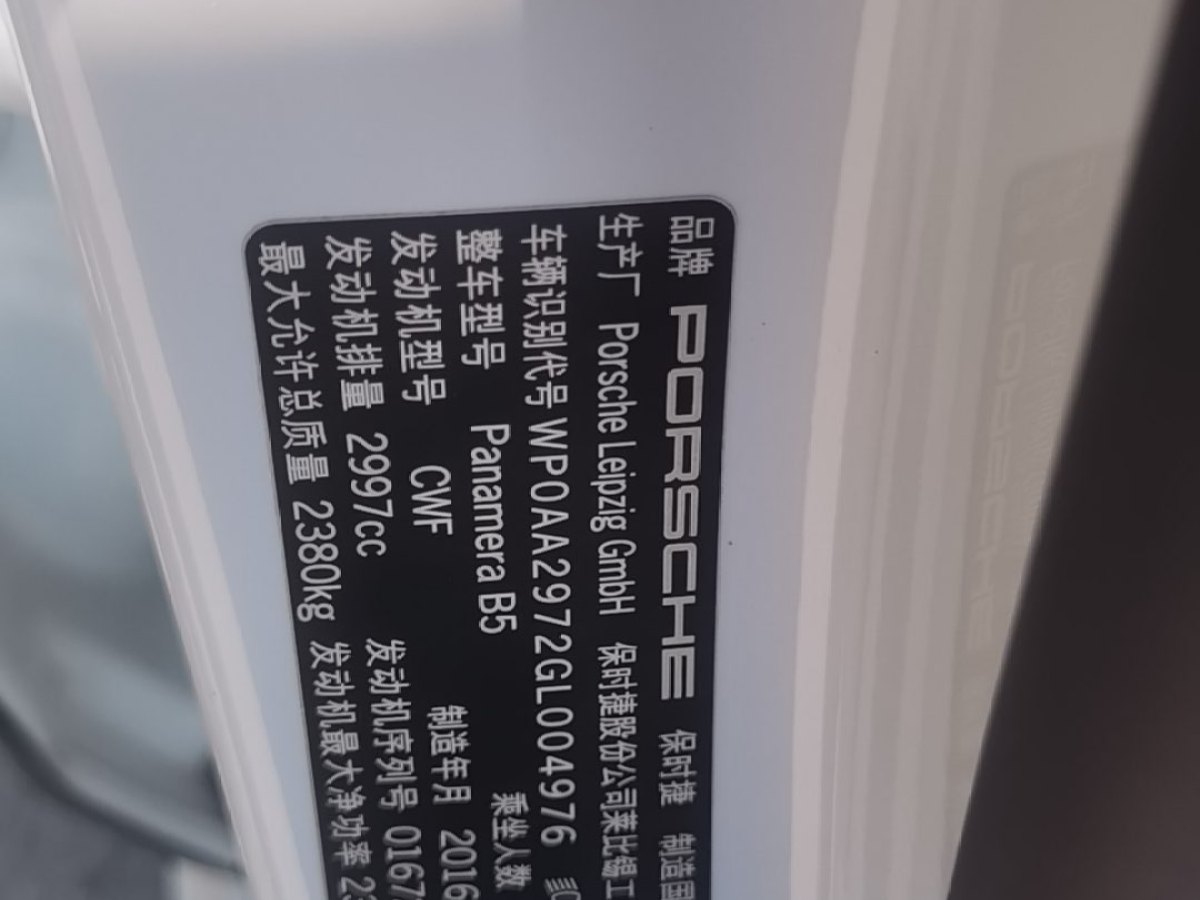 品牌 PORSCHE 保时捷 制造国
生产厂 Porsche Leipzig GmbH 保时捷股份公司莱比锡工
车辆识别代号 WP0AA2972GL004976
整车型号 Panamera B5 乘坐人数
发动机型号 CWF 制造年月 2016
发动机排量 2997cc 发动机序列号 0167
最大允许总质量 2380kg 发动机最大净功率 23